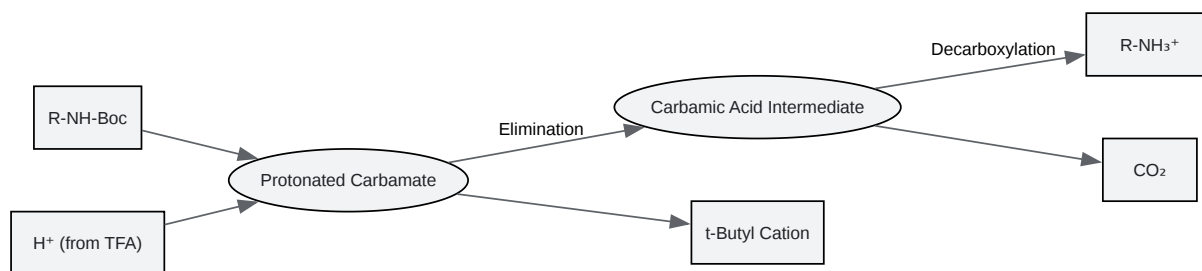 Decarboxylation
R-NH₃⁺
R-NH-Boc
Carbamic Acid Intermediate
Elimination
Protonated Carbamate
CO₂
H⁺ (from TFA)
t-Butyl Cation